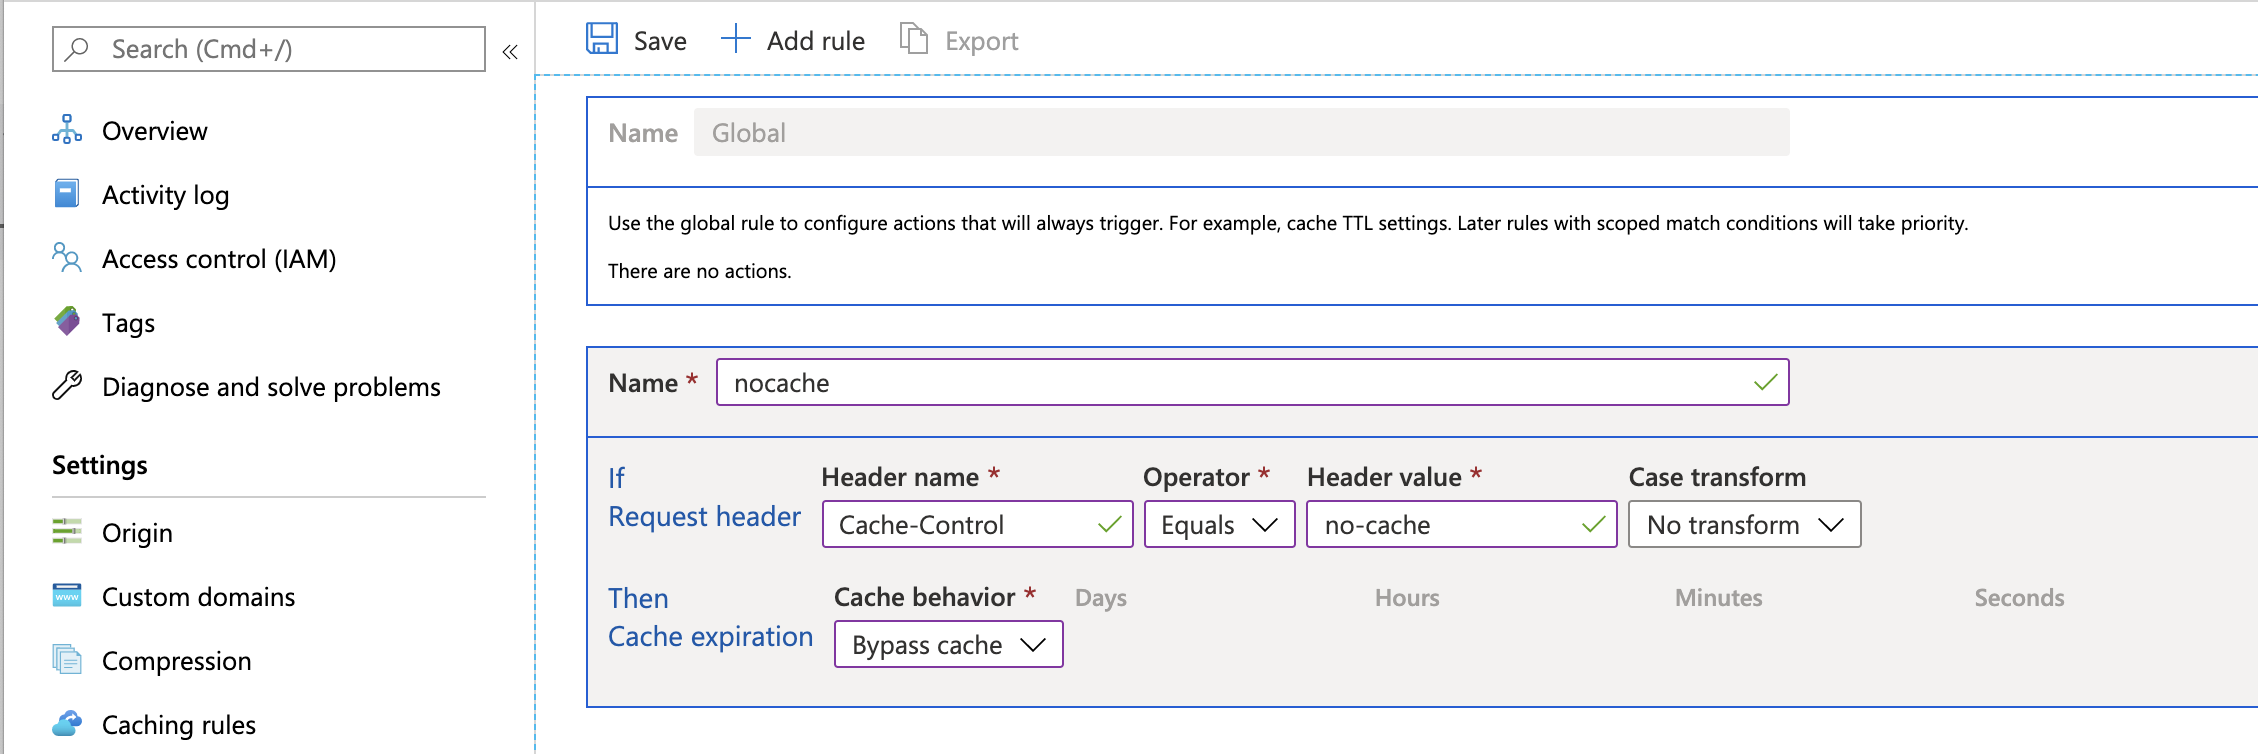 Search (Cmd+/)
«
Overview
Activity log
Access control (IAM)
Tags
Diagnose and solve problems
Settings
Origin
Custom domains
Compression
Caching rules
Save Add rule Export
Name Global
Use the global rule to configure actions that will always trigger. For example, cache TTL settings. Later rules with scoped match conditions will take priority.
There are no actions.
Name * nocache
If Header name * Operator * Header value * Case transform
Request header Cache-Control Equals no-cache No transform
Then Cache behavior * Days Hours Minutes Seconds
Cache expiration Bypass cache